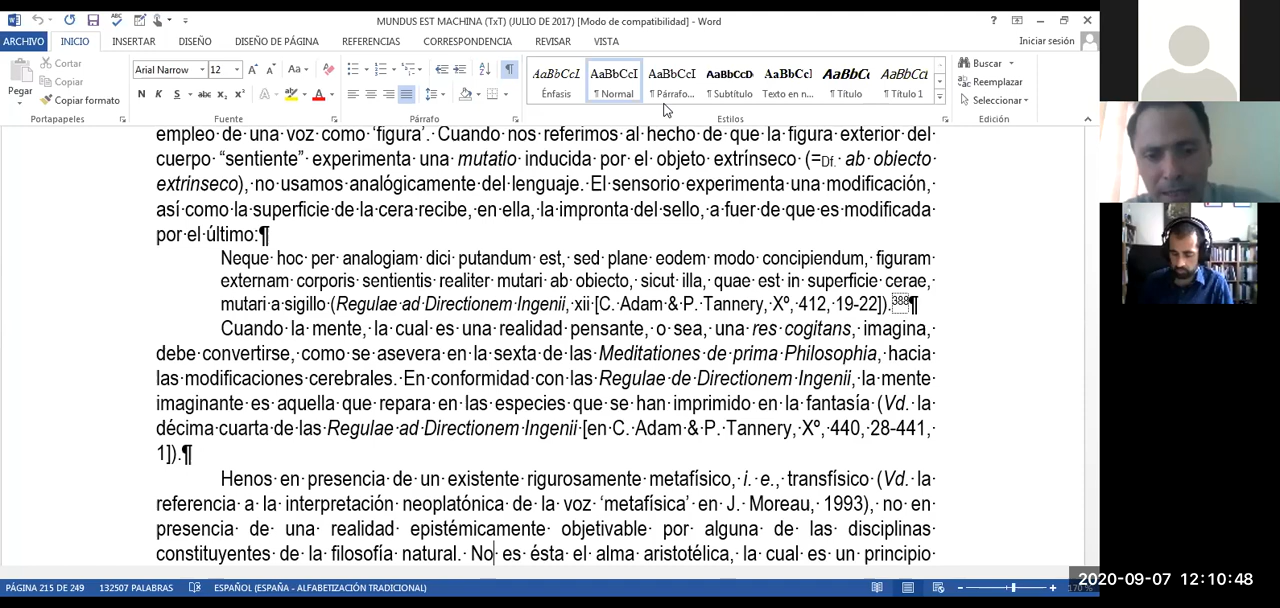 MUNDUS EST MACHINA (TxT) (JULIO DE 2017) [Modo de compatibilidad] - Word
ARCHIVO INICIO INSERTAR DISEÑO DISEÑO DE PÁGINA REFERENCIAS CORRESPONDENCIA REVISAR VISTA Iniciar sesión
Pegar
Cortar
Copiar
Copiar formato
Portapapeles
Arial Narrow 12
N K S abc x₂ x²
Fuente
Párrafo
AaBbCcI AaBbCcI AaBbCcI AaBbCcD AaBbCcI AaBbC AaBbCcI
Énfasis ¶ Normal ¶ Párrafo... ¶ Subtítulo Texto en n... ¶ Título ¶ Título 1
Estilos
Buscar
Reemplazar
Seleccionar
Edición
empleo de una voz como ‘figura’. Cuando nos referimos al hecho de que la figura exterior del
cuerpo “sentiente” experimenta una mutatio inducida por el objeto extrínseco (=Df. ab obiecto
extrinseco), no usamos analógicamente del lenguaje. El sensorio experimenta una modificación,
así como la superficie de la cera recibe, en ella, la impronta del sello, a fuer de que es modificada
por el último:¶
Neque hoc per analogiam dici putandum est, sed plane eodem modo concipiendum, figuram
externam corporis sentientis realiter mutari ab obiecto, sicut illa, quae est in superficie cerae,
mutari a sigillo (Regulae ad Directionem Ingenii, xii [C. Adam & P. Tannery, Xº, 412, 19-22]).388¶
Cuando la mente, la cual es una realidad pensante, o sea, una res cogitans, imagina,
debe convertirse, como se asevera en la sexta de las Meditationes de prima Philosophia, hacia
las modificaciones cerebrales. En conformidad con las Regulae de Directionem Ingenii, la mente
imaginante es aquella que repara en las especies que se han imprimido en la fantasía (Vd. la
décima cuarta de las Regulae ad Directionem Ingenii [en C. Adam & P. Tannery, Xº, 440, 28-441,
1]).¶
Henos en presencia de un existente rigurosamente metafísico, i. e., transfísico (Vd. la
referencia a la interpretación neoplatónica de la voz ‘metafísica’ en J. Moreau, 1993), no en
presencia de una realidad epistémicamente objetivable por alguna de las disciplinas
constituyentes de la filosofía natural. No es ésta el alma aristotélica, la cual es un principio
PÁGINA 215 DE 249 132507 PALABRAS ESPAÑOL (ESPAÑA - ALFABETIZACIÓN TRADICIONAL) 170 %
2020-09-07 12:10:48